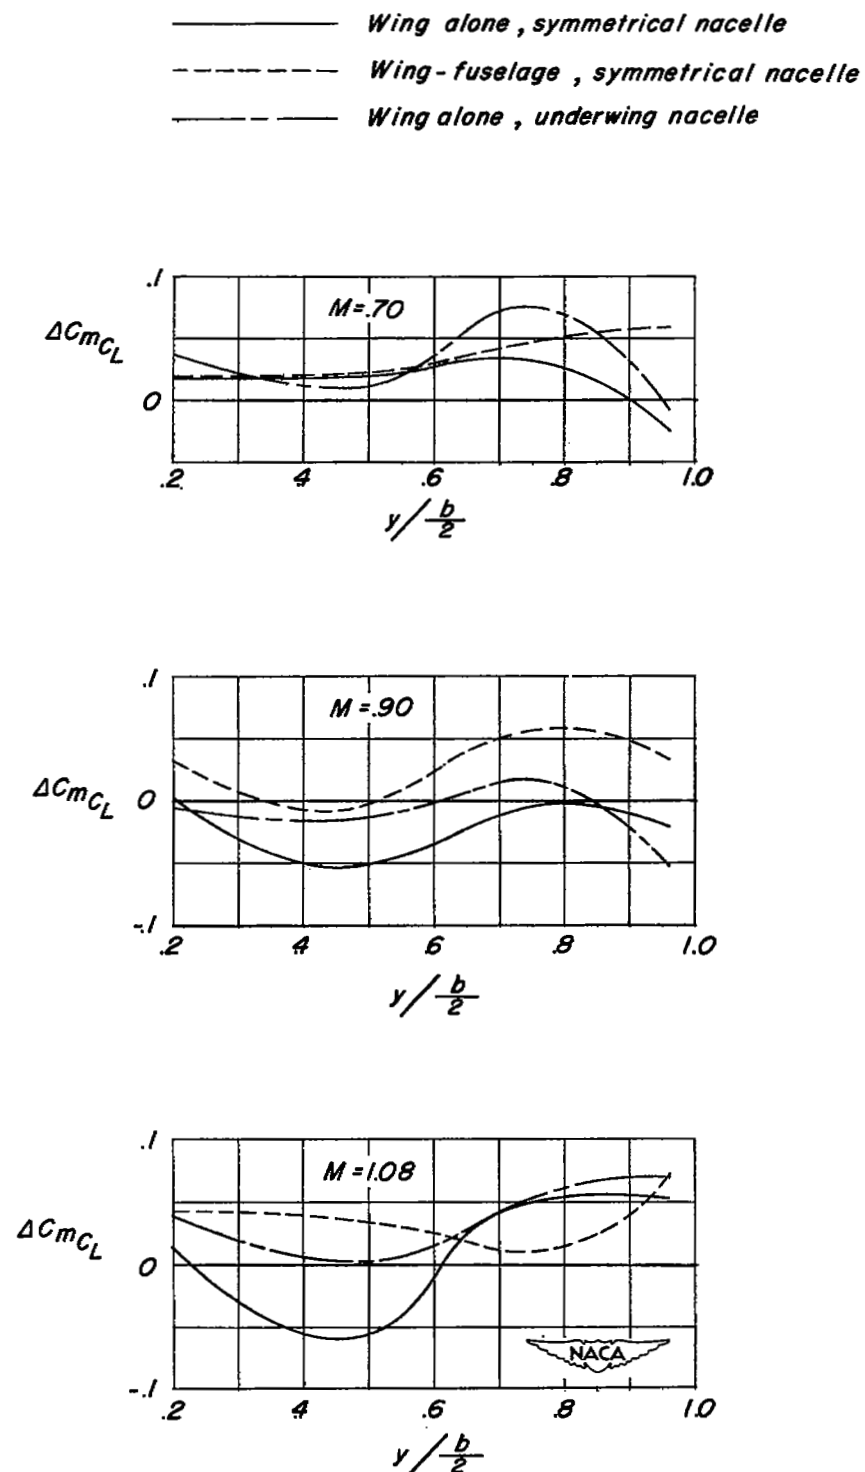 Wing alone, symmetrical nacelle
Wing-fuselage, symmetrical nacelle
Wing alone, underwing nacelle
.1
M=.70
ΔCmCL
0
.2 .4 .6 .8 1.0
y/b/2
.1
M=.90
ΔCmCL
0
-.1
.2 .4 .6 .8 1.0
y/b/2
.1
M=1.08
ΔCmCL
0
NACA
-.1
.2 .4 .6 .8 1.0
y/b/2